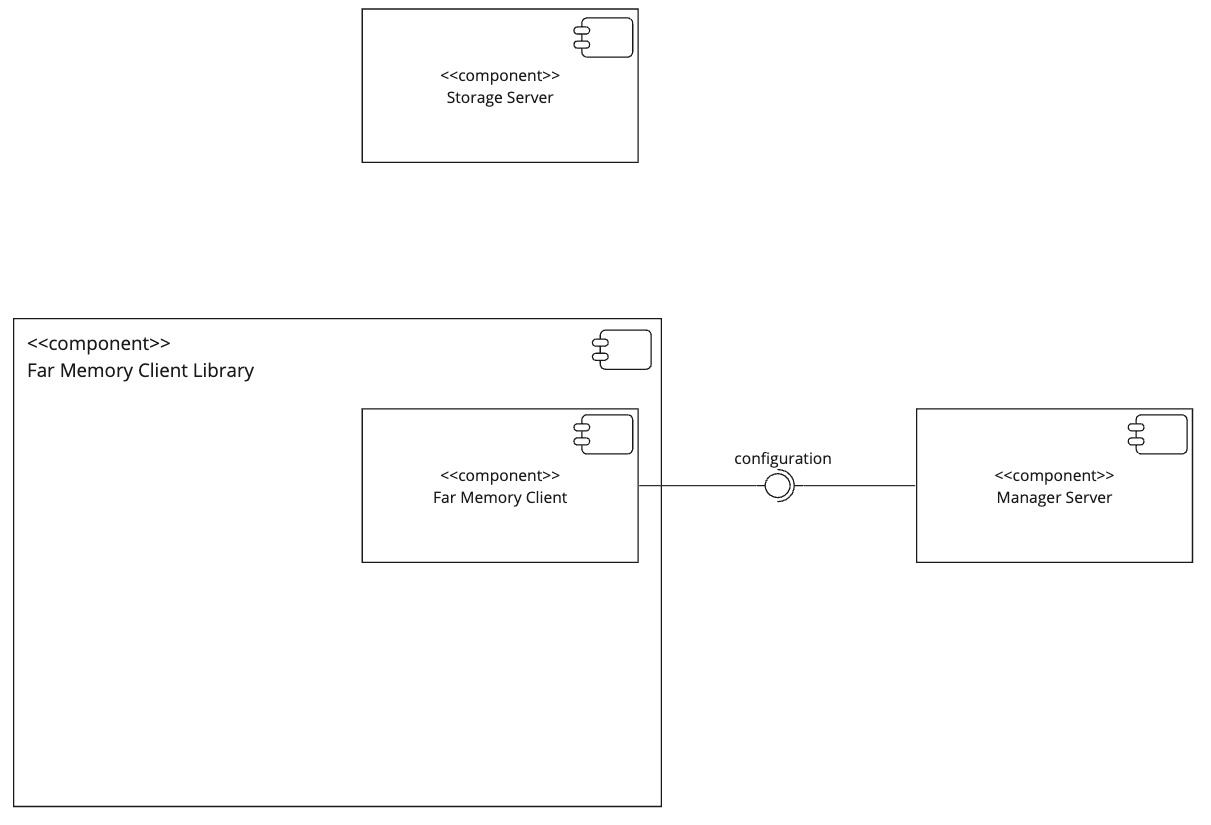 <<component>>
Storage Server
<<component>>
Far Memory Client Library
<<component>>
Far Memory Client
configuration
<<component>>
Manager Server